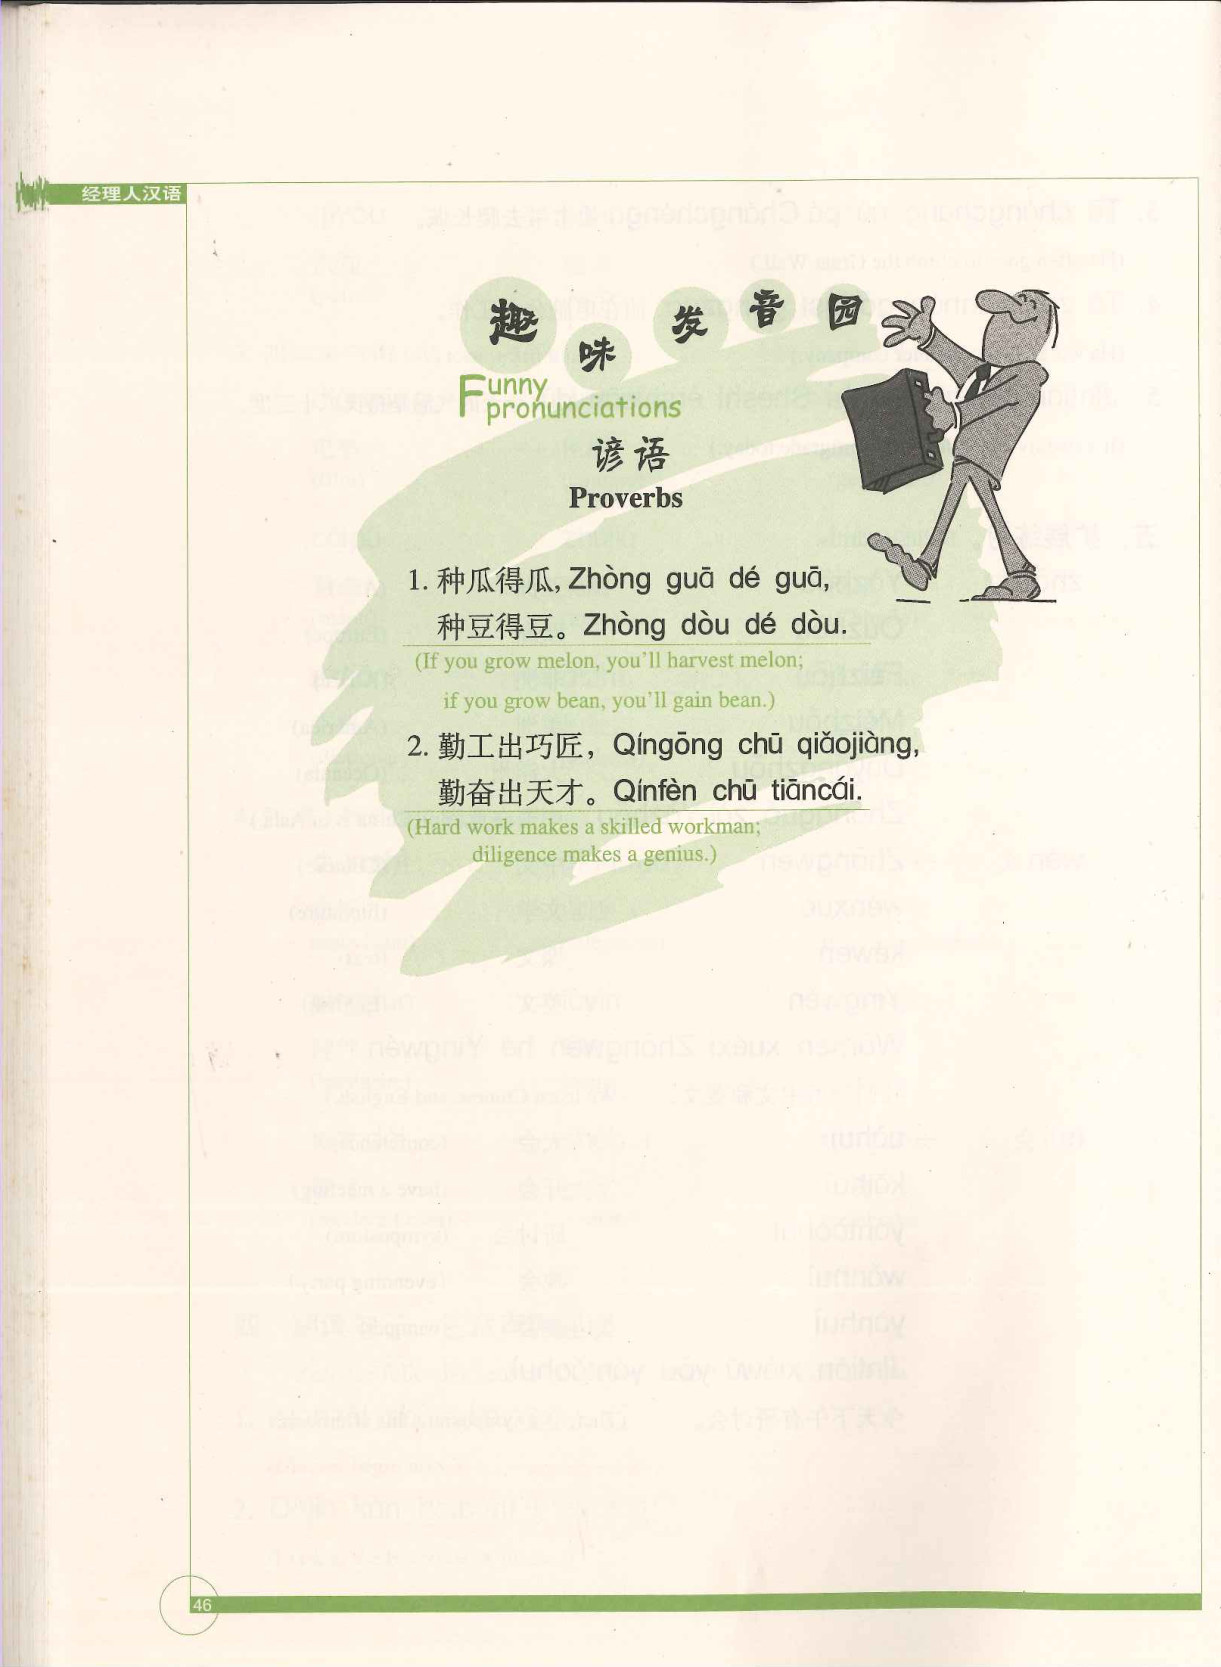 经理人汉语
趣味发音园
Funny
pronunciations
谚语
Proverbs
1. 种瓜得瓜, Zhòng guā dé guā,
种豆得豆。Zhòng dòu dé dòu.
(If you grow melon, you'll harvest melon;
if you grow bean, you'll gain bean.)
2. 勤工出巧匠，Qíngōng chū qiǎojiàng,
勤奋出天才。Qínfèn chū tiāncái.
(Hard work makes a skilled workman;
diligence makes a genius.)
46